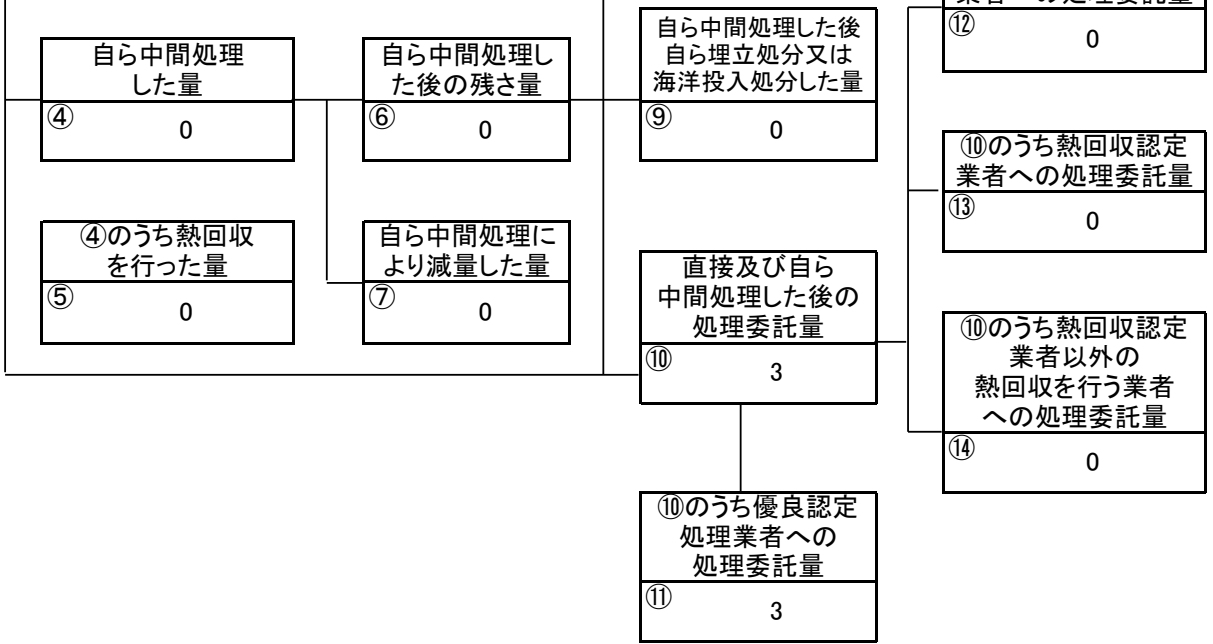 業者への処理委託量
⑫
0
自ら中間処理
した量
④
0
自ら中間処理し
た後の残さ量
⑥
0
自ら中間処理した後
自ら埋立処分又は
海洋投入処分した量
⑨
0
⑩のうち熱回収認定
業者への処理委託量
⑬
0
④のうち熱回収
を行った量
⑤
0
自ら中間処理に
より減量した量
⑦
0
直接及び自ら
中間処理した後の
処理委託量
⑩
3
⑩のうち熱回収認定
業者以外の
熱回収を行う業者
への処理委託量
⑭
0
⑩のうち優良認定
処理業者への
処理委託量
⑪
3